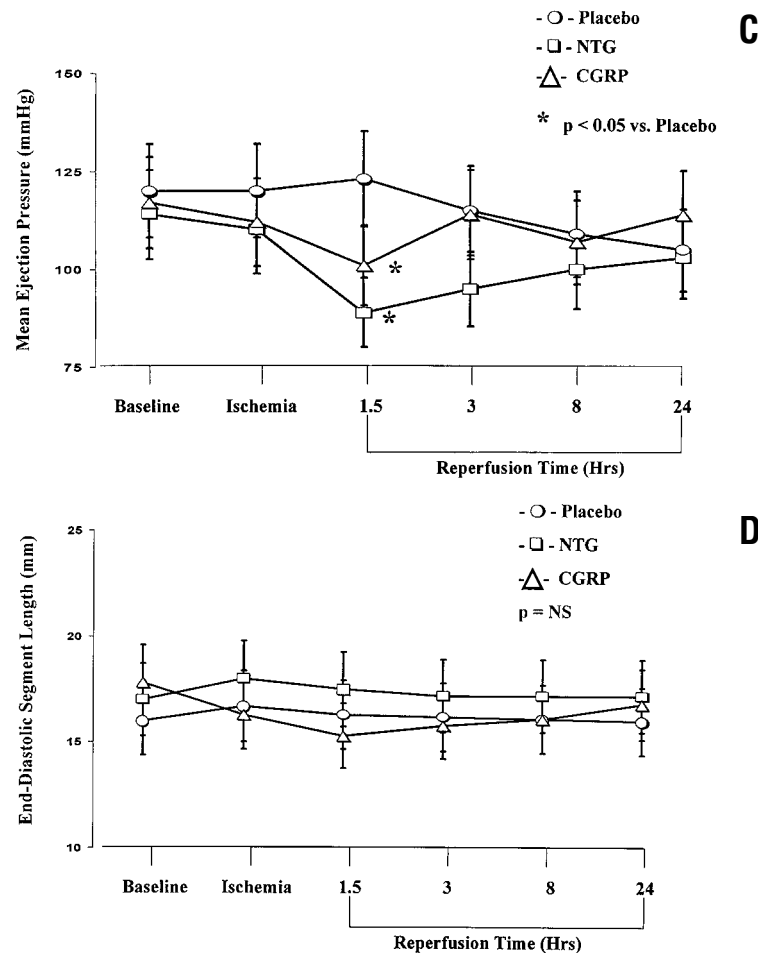 C
- O - Placebo
- □ - NTG
-△- CGRP
* p < 0.05 vs. Placebo
Mean Ejection Pressure (mmHg)
150
125
100
75
*
*
Baseline Ischemia 1.5 3 8 24
Reperfusion Time (Hrs)
D
- O - Placebo
- □ - NTG
-△- CGRP
p = NS
End-Diastolic Segment Length (mm)
25
20
15
10
Baseline Ischemia 1.5 3 8 24
Reperfusion Time (Hrs)